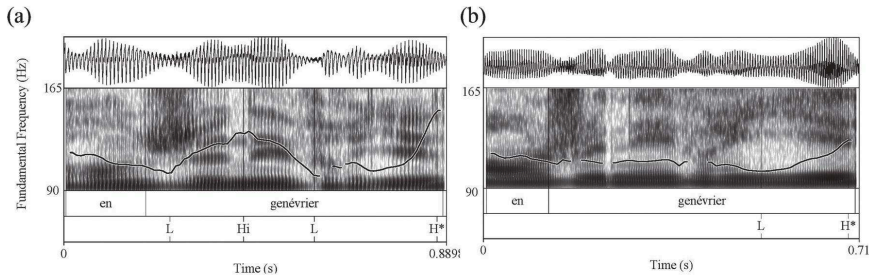 (a)
165
Fundamental Frequency (Hz)
90
en genévrier
L Hi L H*
0 0.8898
Time (s)
(b)
165
90
en genévrier
L H*
0 0.71
Time (s)